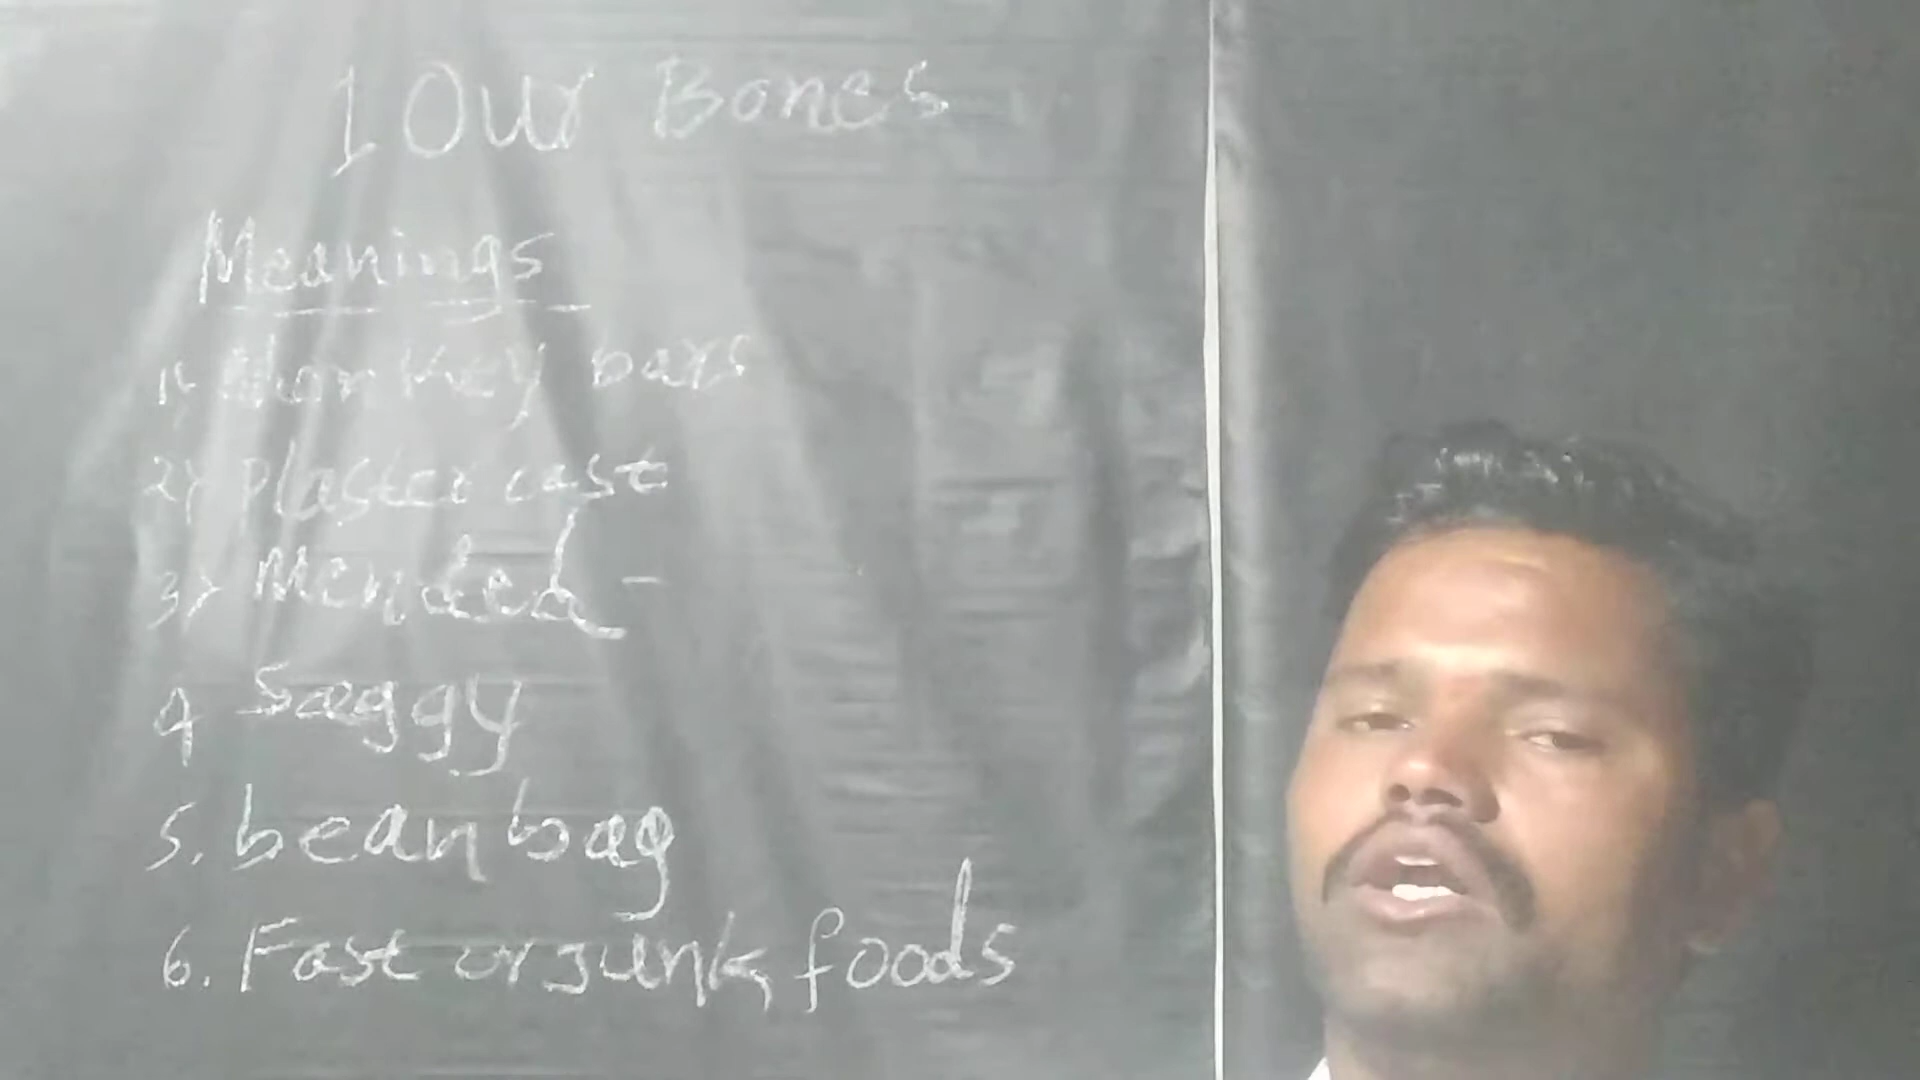 1 Our Bones
Meanings
1) Monkey bars
2) Plaster cast
3) Mended -
4 Saggy
5. bean bag
6. Fast or junk foods